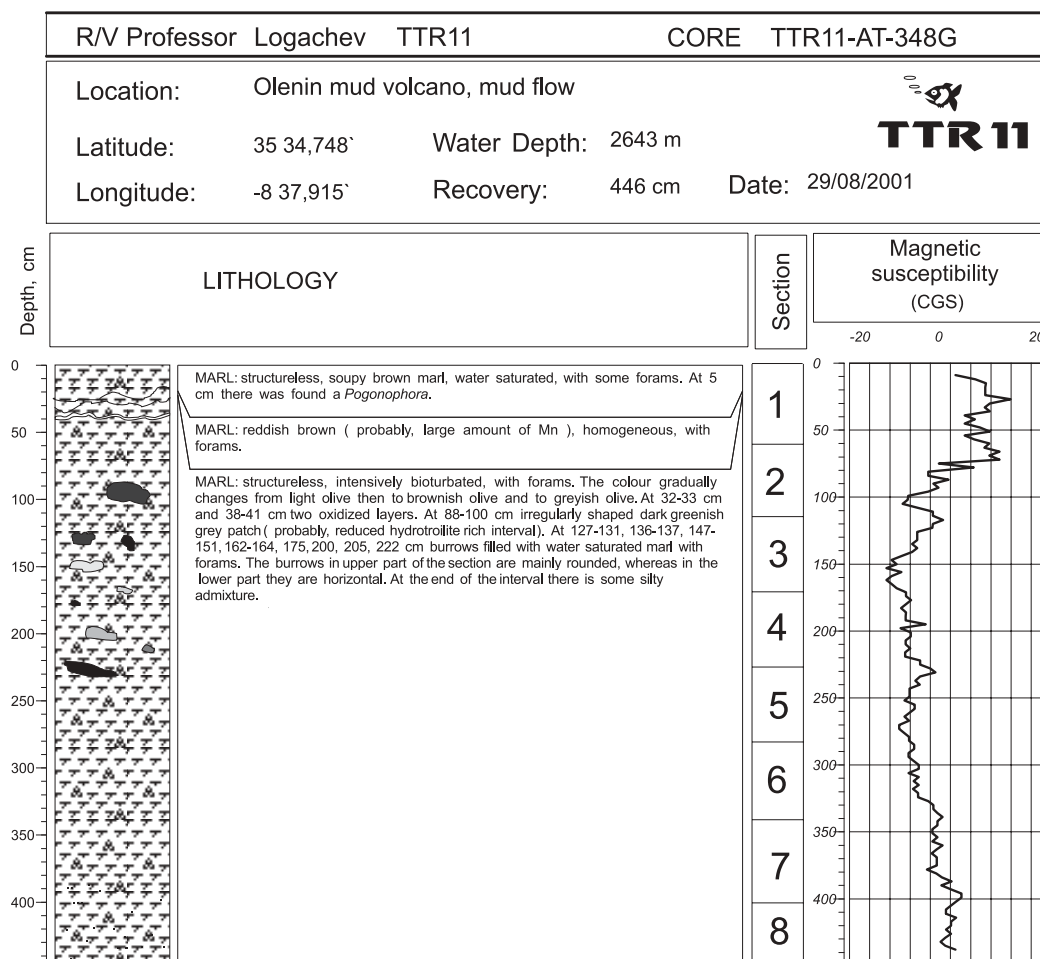 R/V Professor Logachev TTR11 CORE TTR11-AT-348G
Location: Olenin mud volcano, mud flow
TTR11
Latitude: 35 34,748` Water Depth: 2643 m
Longitude: -8 37,915` Recovery: 446 cm Date: 29/08/2001
Depth, cm
LITHOLOGY
Section
Magnetic
susceptibility
(CGS)
-20 0 20
0
50
100
150
200
250
300
350
400
MARL: structureless, soupy brown marl, water saturated, with some forams. At 5
cm there was found a Pogonophora.
MARL: reddish brown ( probably, large amount of Mn ), homogeneous, with
forams.
MARL: structureless, intensively bioturbated, with forams. The colour gradually
changes from light olive then to brownish olive and to greyish olive. At 32-33 cm
and 38-41 cm two oxidized layers. At 88-100 cm irregularly shaped dark greenish
grey patch ( probably, reduced hydrotroilite rich interval). At 127-131, 136-137, 147-
151, 162-164, 175, 200, 205, 222 cm burrows filled with water saturated marl with
forams. The burrows in upper part of the section are mainly rounded, whereas in the
lower part they are horizontal. At the end of the interval there is some silty
admixture.
1
2
3
4
5
6
7
8
0
50
100
150
200
250
300
350
400